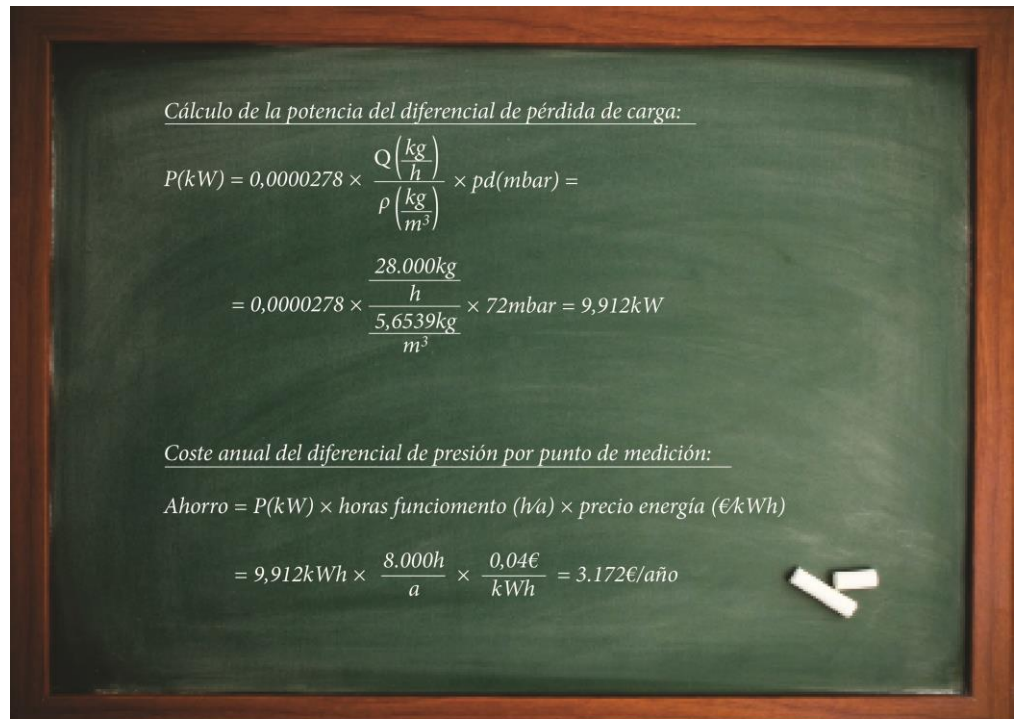 Cálculo de la potencia del diferencial de pérdida de carga:
P(kW) = 0,0000278 × Q(kg/h) / ρ(kg/m³) × pd(mbar) =
= 0,0000278 × (28.000kg/h) / (5,6539kg/m³) × 72mbar = 9,912kW
Coste anual del diferencial de presión por punto de medición:
Ahorro = P(kW) × horas funciomento (h/a) × precio energía (€/kWh)
= 9,912kWh × 8.000h/a × 0,04€/kWh = 3.172€/año